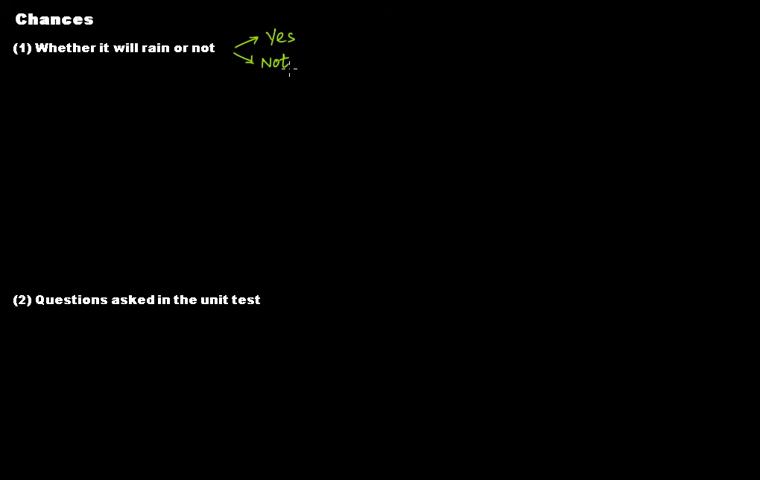 Chances
(1) Whether it will rain or not
Yes
Not
(2) Questions asked in the unit test